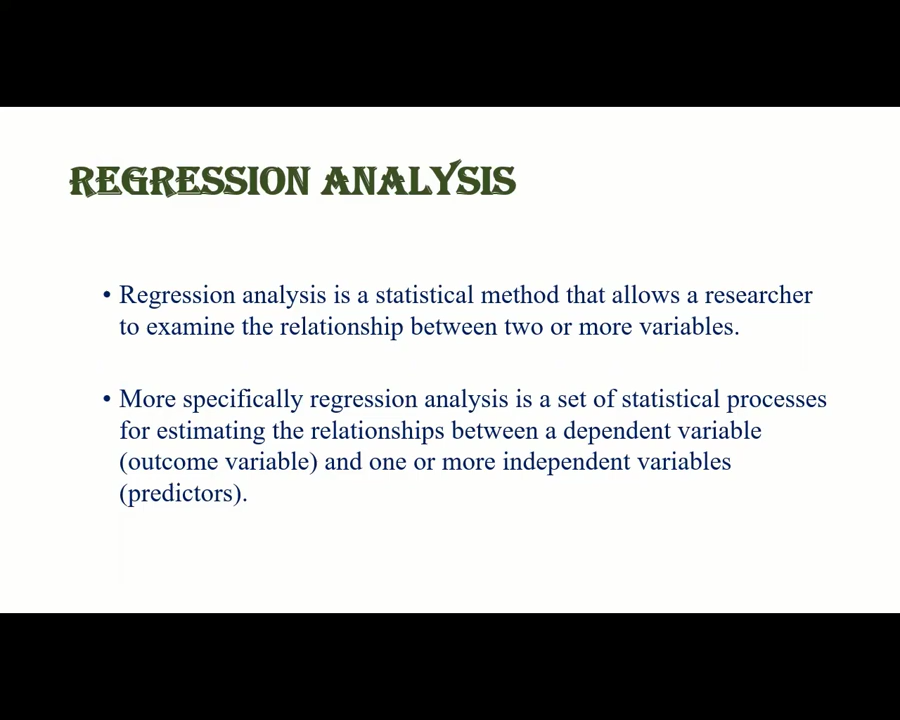 REGRESSION ANALYSIS
• Regression analysis is a statistical method that allows a researcher
to examine the relationship between two or more variables.
• More specifically regression analysis is a set of statistical processes
for estimating the relationships between a dependent variable
(outcome variable) and one or more independent variables
(predictors).